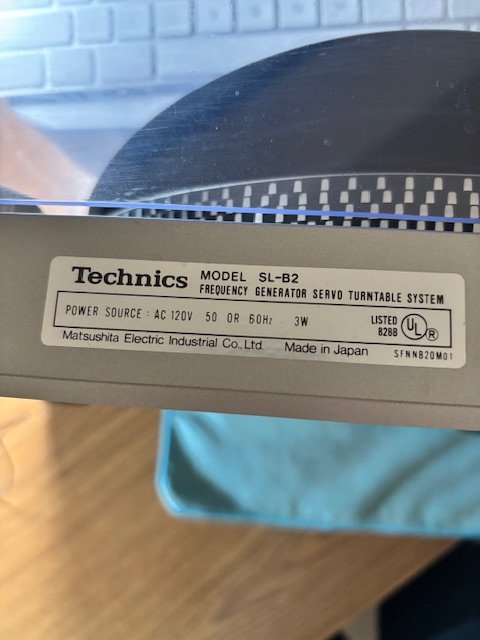 Technics MODEL SL-B2
FREQUENCY GENERATOR SERVO TURNTABLE SYSTEM
POWER SOURCE : AC 120V 50 OR 60Hz 3W
LISTED
828B
UL
R
Matsushita Electric Industrial Co., Ltd. Made in Japan
SFNNB20M01